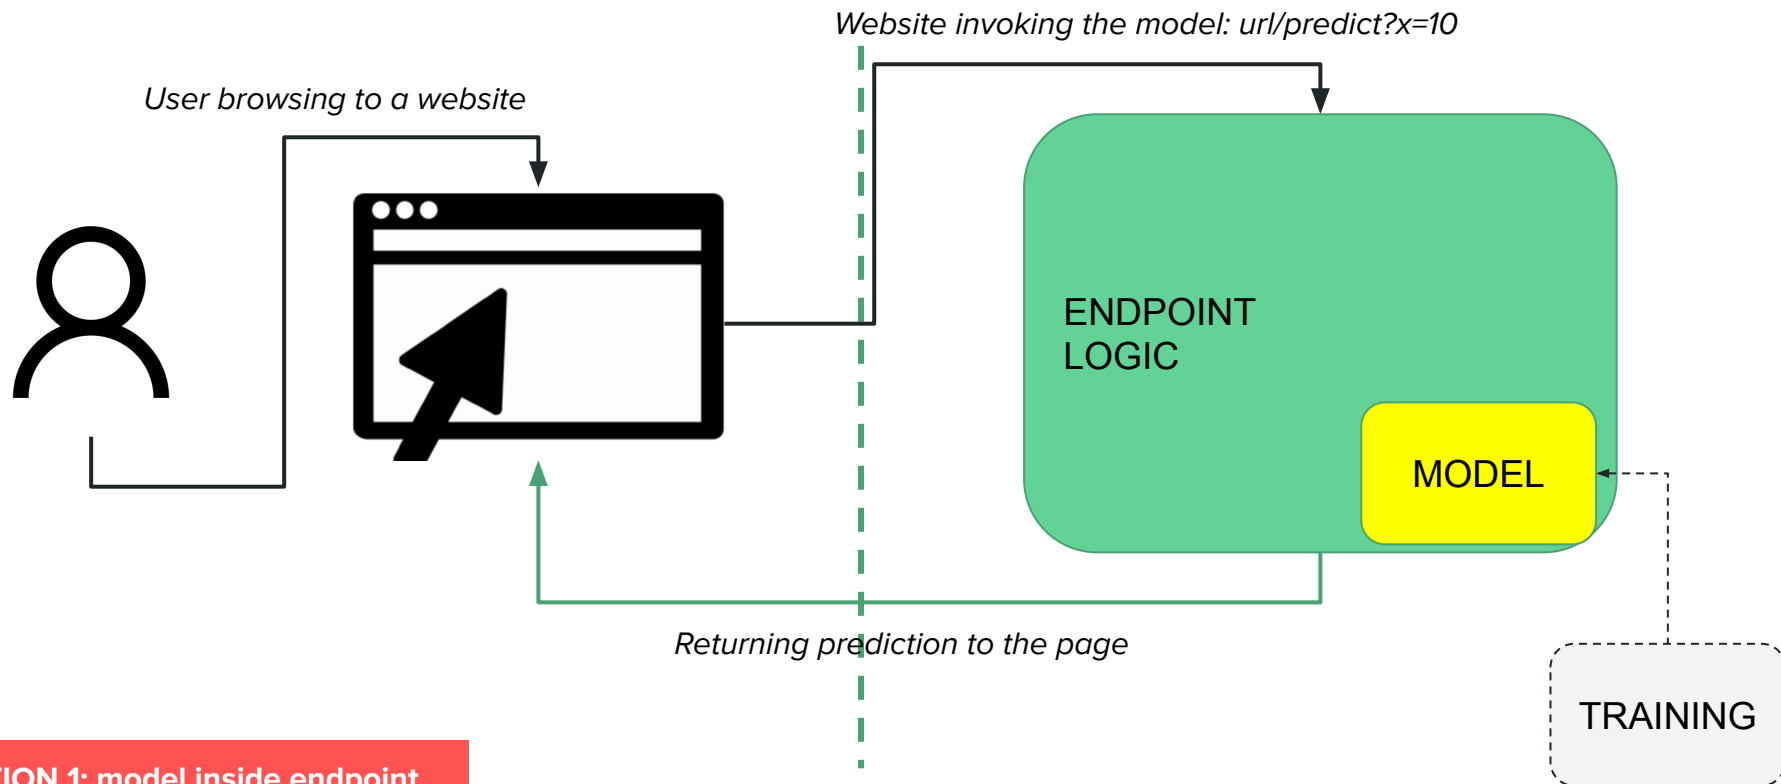 Website invoking the model: url/predict?x=10
User browsing to a website
ENDPOINT
LOGIC
MODEL
Returning prediction to the page
TRAINING
1: model inside endpoint